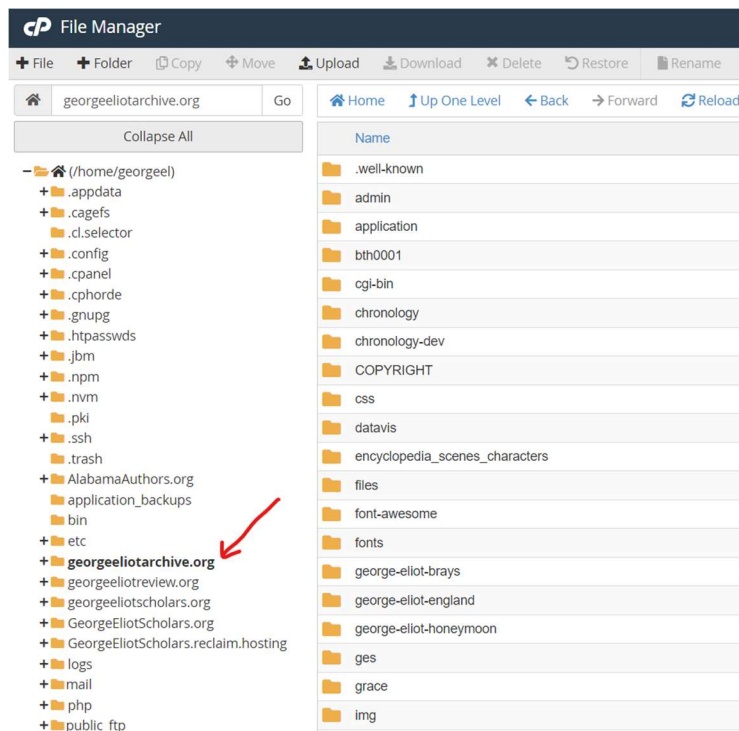 cP File Manager
+ File + Folder Copy Move Upload Download Delete Restore Rename
georgeeliotarchive.org Go
Home Up One Level Back Forward Reload
Collapse All
Name
(/home/georgeel)
.appdata
.cagefs
.cl.selector
.config
.cpanel
.cphorde
.gnupg
.htpasswds
.jbm
.npm
.nvm
.pki
.ssh
.trash
AlabamaAuthors.org
application_backups
bin
etc
georgeeliotarchive.org
georgeeliotreview.org
georgeeliotscholars.org
GeorgeEliotScholars.org
GeorgeEliotScholars.reclaim.hosting
logs
mail
php
public_ftp
.well-known
admin
application
bth0001
cgi-bin
chronology
chronology-dev
COPYRIGHT
css
datavis
encyclopedia_scenes_characters
files
font-awesome
fonts
george-eliot-brays
george-eliot-england
george-eliot-honeymoon
ges
grace
img